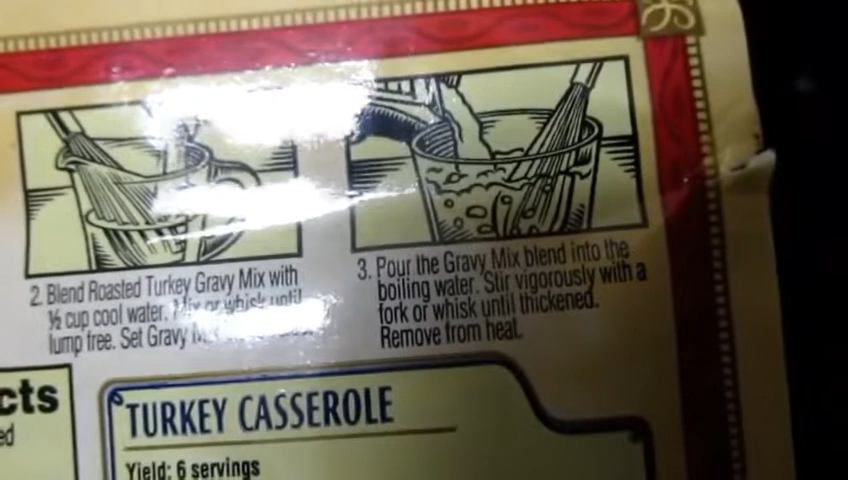 2. Blend Roasted Turkey Gravy Mix with
½ cup cool water. Mix or whisk until
lump free. Set Gravy
3. Pour the Gravy Mix blend into the
boiling water. Stir vigorously with a
fork or whisk until thickened.
Remove from heat.
cts
ed
TURKEY CASSEROLE
Yield: 6 servings